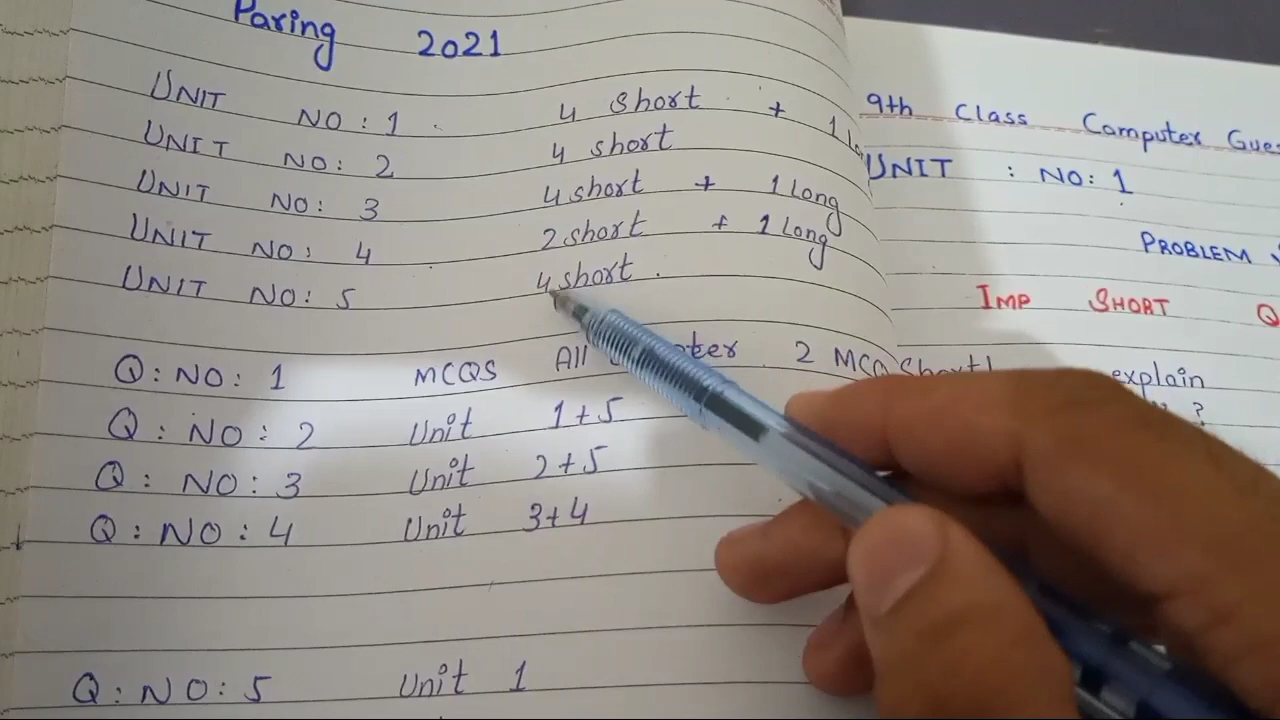 Paring 2021
UNIT NO: 1 4 Short + 1 Lo
UNIT NO: 2 4 short
UNIT NO: 3 4 short + 1 Long
UNIT NO: 4 2 short + 1 Long
UNIT NO: 5 4 short.
Q: NO: 1 MCQS All 2 MCQ
Q: NO: 2 Unit 1+5
Q: NO: 3 Unit 2+5
Q: NO: 4 Unit 3+4
Q: NO: 5 Unit 1
9th Class Computer Gues
UNIT : NO: 1
PROBLEM
IMP SHORT Q
explain
?